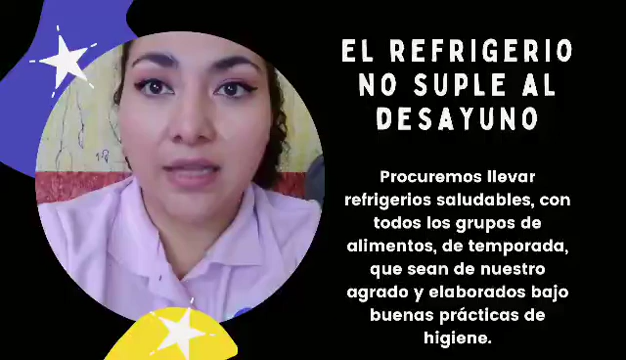 EL REFRIGERIO
NO SUPLE AL
DESAYUNO
Procuremos llevar
refrigerios saludables, con
todos los grupos de
alimentos, de temporada,
que sean de nuestro
agrado y elaborados bajo
buenas prácticas de
higiene.